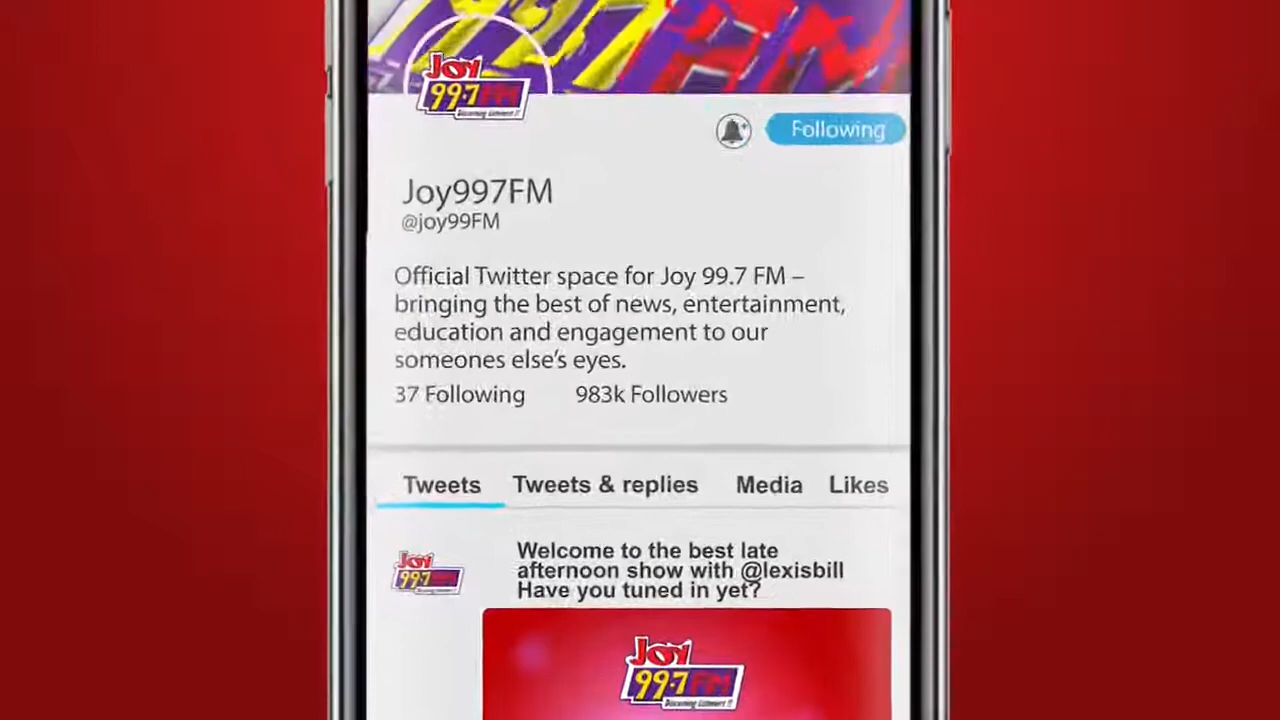 Joy
99.7 FM
Following
Joy997FM
@joy99FM
Official Twitter space for Joy 99.7 FM –
bringing the best of news, entertainment,
education and engagement to our
someones else's eyes.
37 Following 983k Followers
Tweets Tweets & replies Media Likes
Joy
99.7 FM
Welcome to the best late
afternoon show with @lexisbill
Have you tuned in yet?
Joy
99.7 FM